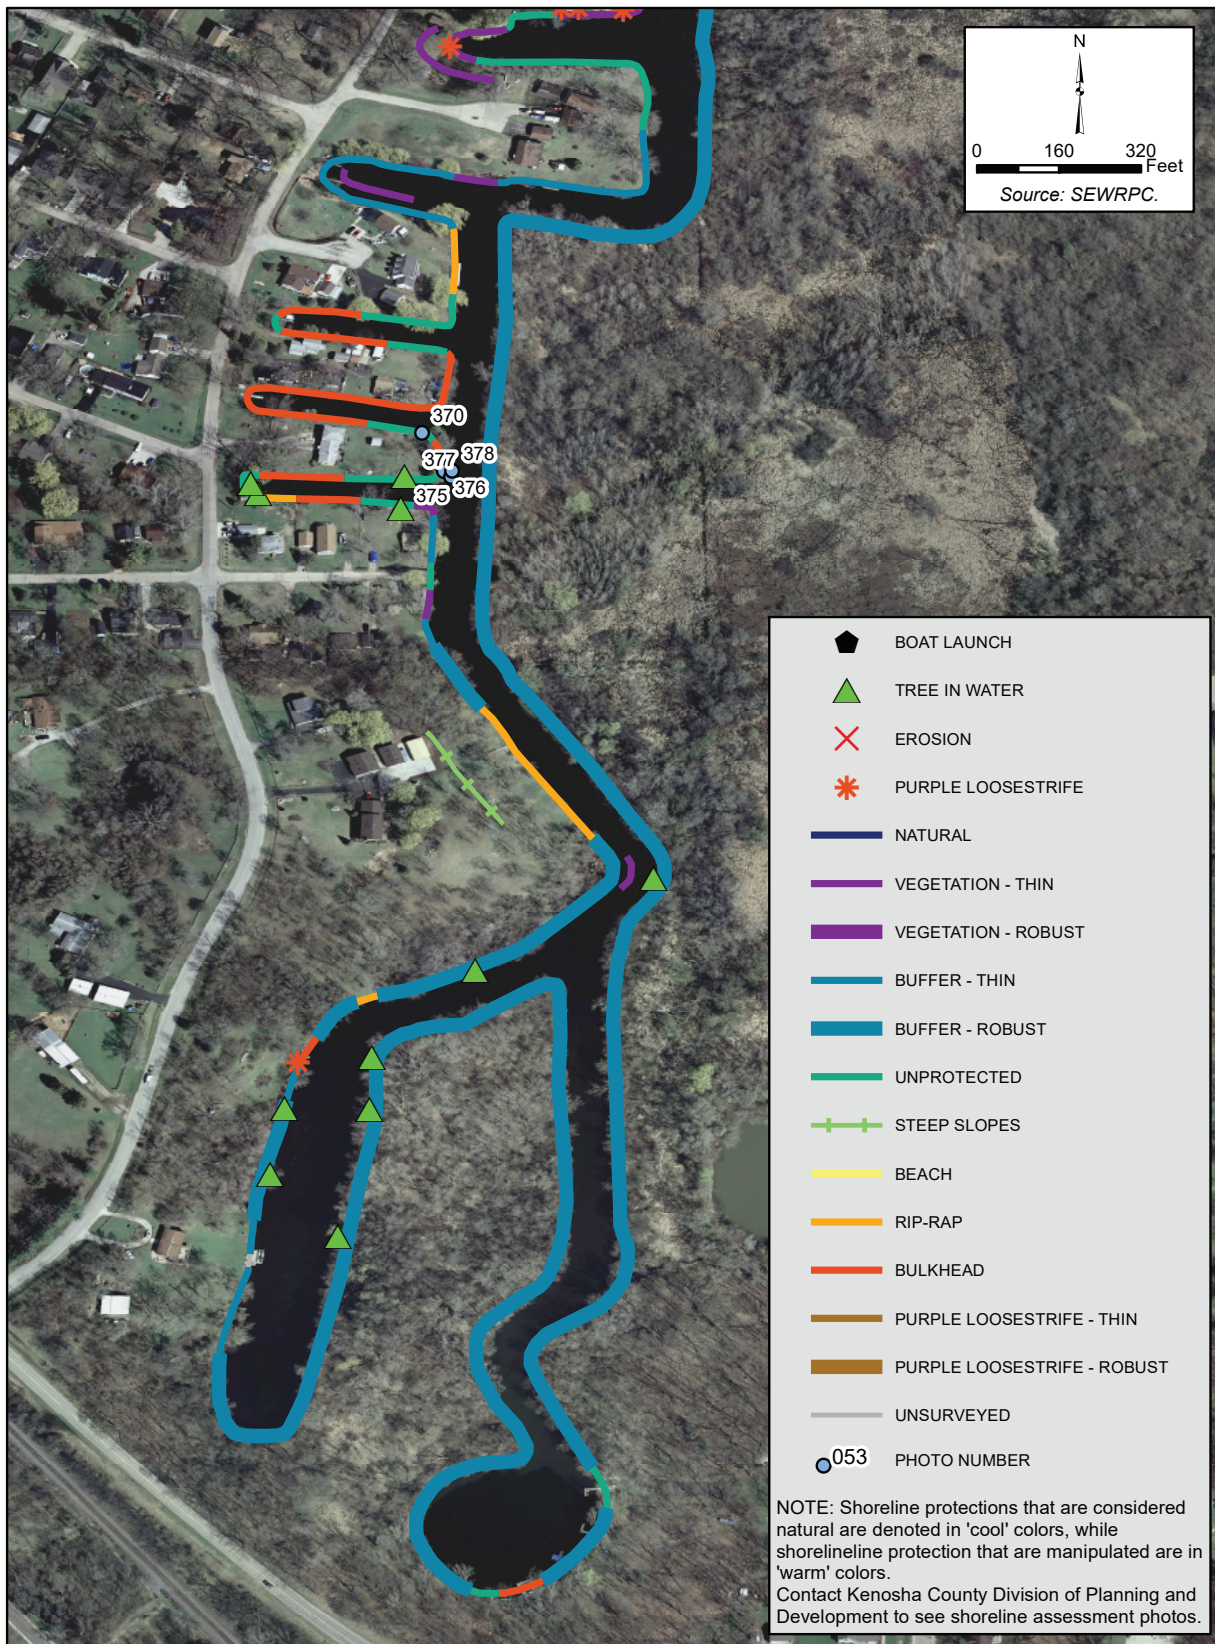 N
0 160 320
Feet
Source: SEWRPC.
370
377 378
376
375
BOAT LAUNCH
TREE IN WATER
EROSION
PURPLE LOOSESTRIFE
NATURAL
VEGETATION - THIN
VEGETATION - ROBUST
BUFFER - THIN
BUFFER - ROBUST
UNPROTECTED
STEEP SLOPES
BEACH
RIP-RAP
BULKHEAD
PURPLE LOOSESTRIFE - THIN
PURPLE LOOSESTRIFE - ROBUST
UNSURVEYED
053 PHOTO NUMBER
NOTE: Shoreline protections that are considered
natural are denoted in 'cool' colors, while
shorelineline protection that are manipulated are in
'warm' colors.
Contact Kenosha County Division of Planning and
Development to see shoreline assessment photos.